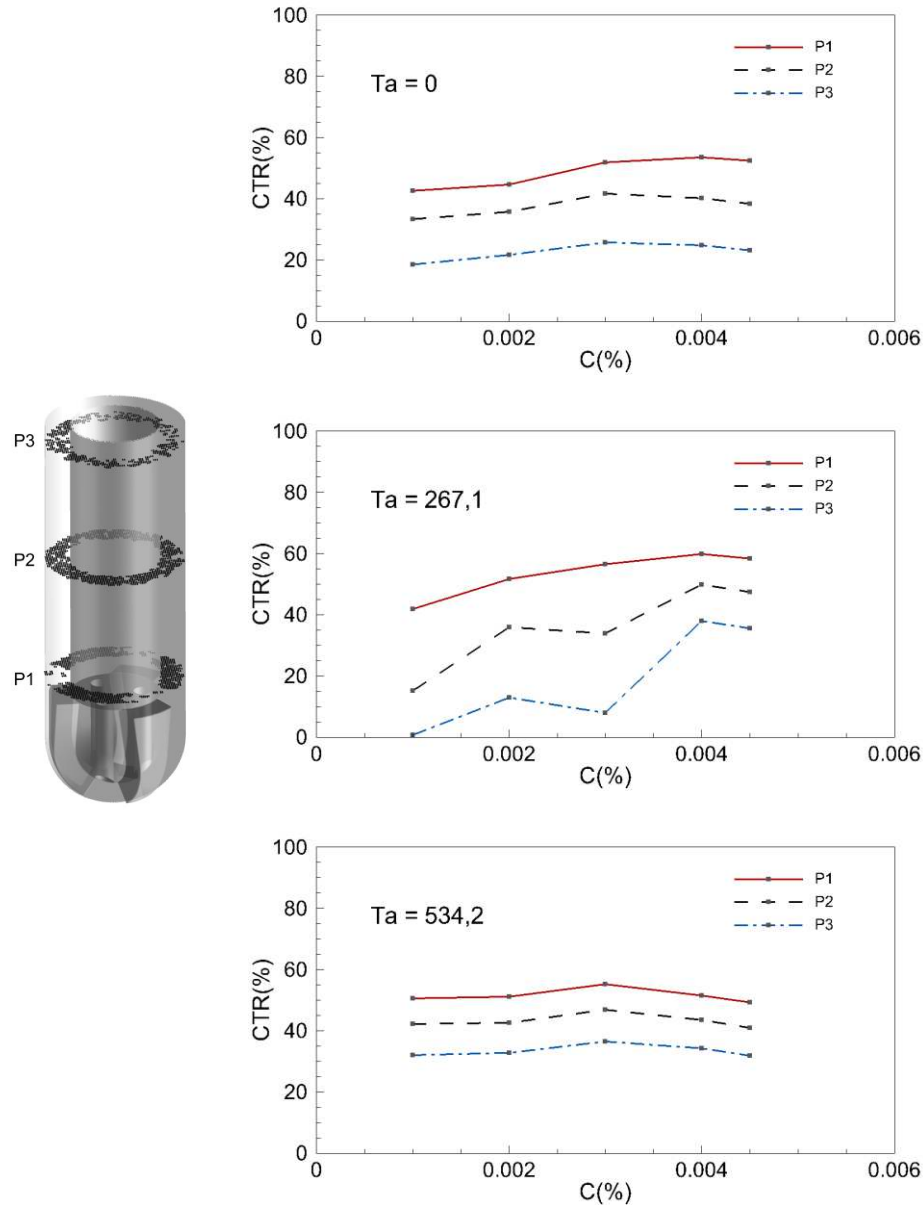 100
80
60
40
20
0
CTR(%)
Ta = 0
P1
P2
P3
0
0.002
0.004
0.006
C(%)
P3
P2
P1
100
80
60
40
20
0
CTR(%)
Ta = 267,1
P1
P2
P3
0
0.002
0.004
0.006
C(%)
100
80
60
40
20
0
CTR(%)
Ta = 534,2
P1
P2
P3
0
0.002
0.004
0.006
C(%)